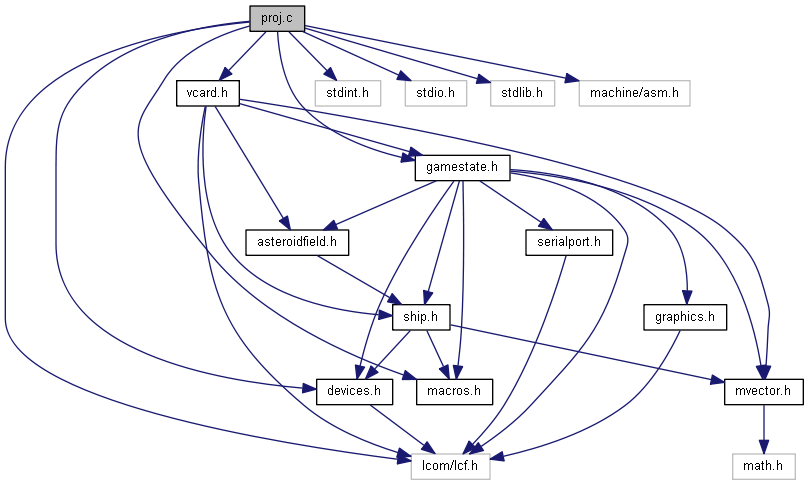 proj.c
vcard.h
stdint.h
stdio.h
stdlib.h
machine/asm.h
gamestate.h
asteroidfield.h
serialport.h
ship.h
graphics.h
devices.h
macros.h
mvector.h
lcom/lcf.h
math.h